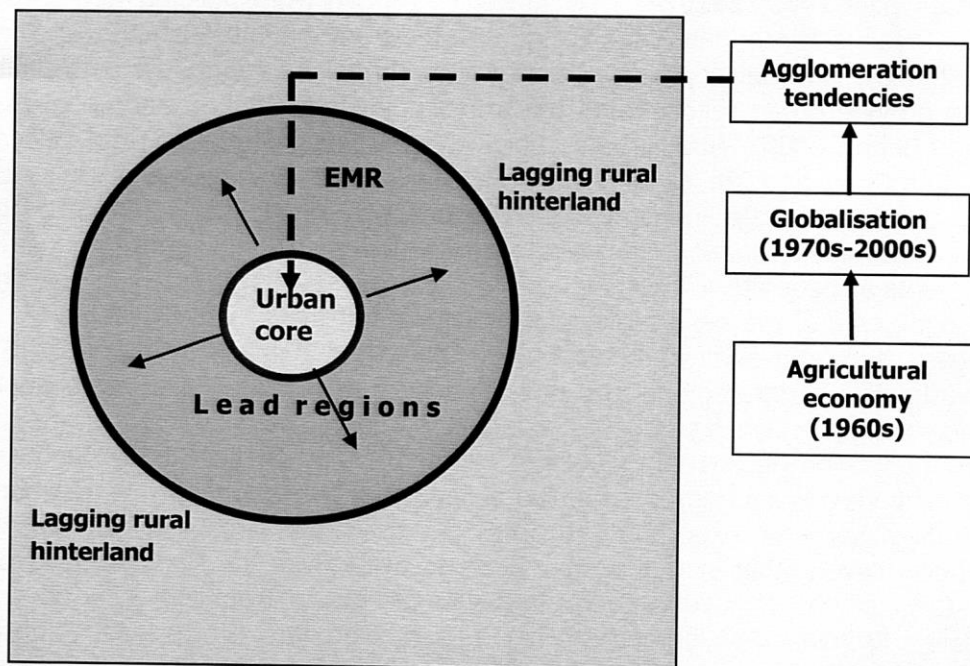 Agglomeration
tendencies
EMR
Lagging rural
hinterland
Globalisation
(1970s-2000s)
Urban
core
Agricultural
economy
(1960s)
Lead regions
Lagging rural
hinterland